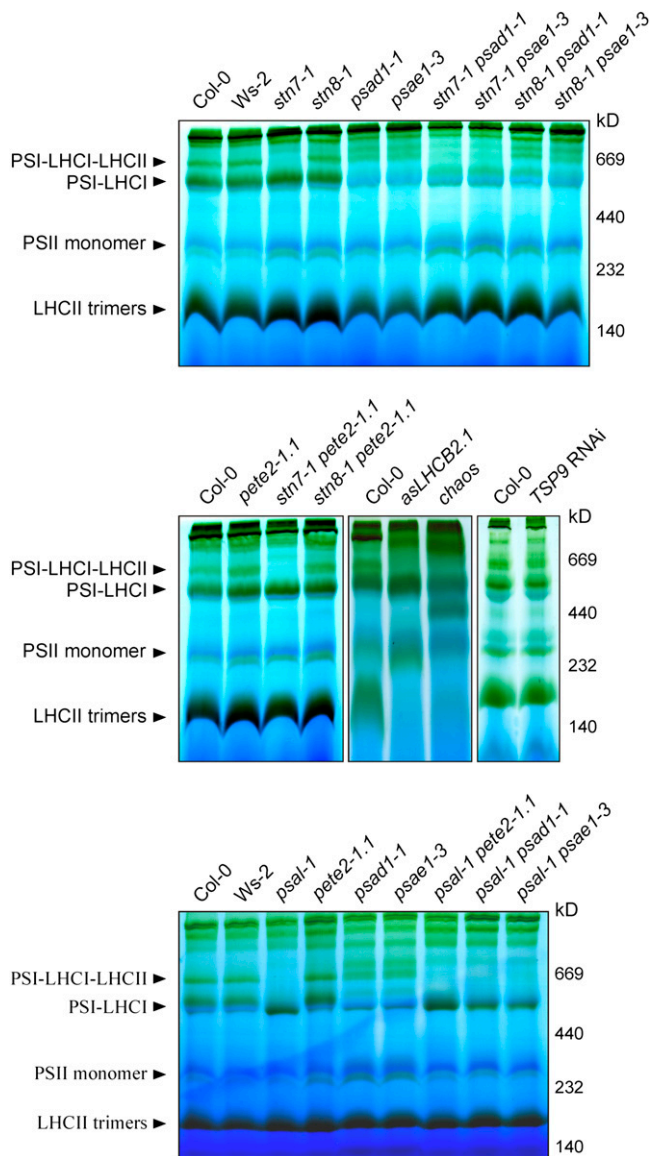 Col-0
Ws-2
stn7-1
stn8-1
psad1-1
psae1-3
stn7-1 psad1-1
stn7-1 psae1-3
stn8-1 psad1-1
stn8-1 psae1-3
kD
PSI-LHCI-LHCII
669
PSI-LHCI
440
PSII monomer
232
LHCII trimers
140
Col-0
pete2-1.1
stn7-1 pete2-1.1
stn8-1 pete2-1.1
Col-0
asLHCB2.1
chaos
Col-0
TSP9 RNAi
kD
PSI-LHCI-LHCII
669
PSI-LHCI
440
PSII monomer
232
LHCII trimers
140
Col-0
Ws-2
psal-1
pete2-1.1
psad1-1
psae1-3
psal-1 pete2-1.1
psal-1 psad1-1
psal-1 psae1-3
kD
PSI-LHCI-LHCII
669
PSI-LHCI
440
PSII monomer
232
LHCII trimers
140